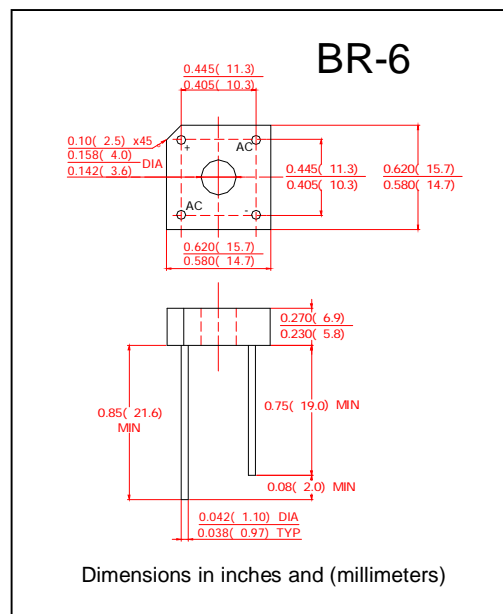 BR-6
0.445( 11.3)
0.405( 10.3)
0.10( 2.5) x45
0.158( 4.0)
0.142( 3.6)
DIA
+
AC
AC
-
0.445( 11.3)
0.405( 10.3)
0.620( 15.7)
0.580( 14.7)
0.620( 15.7)
0.580( 14.7)
0.270( 6.9)
0.230( 5.8)
0.85( 21.6)
MIN
0.75( 19.0) MIN
0.08( 2.0) MIN
0.042( 1.10) DIA
0.038( 0.97) TYP
Dimensions in inches and (millimeters)